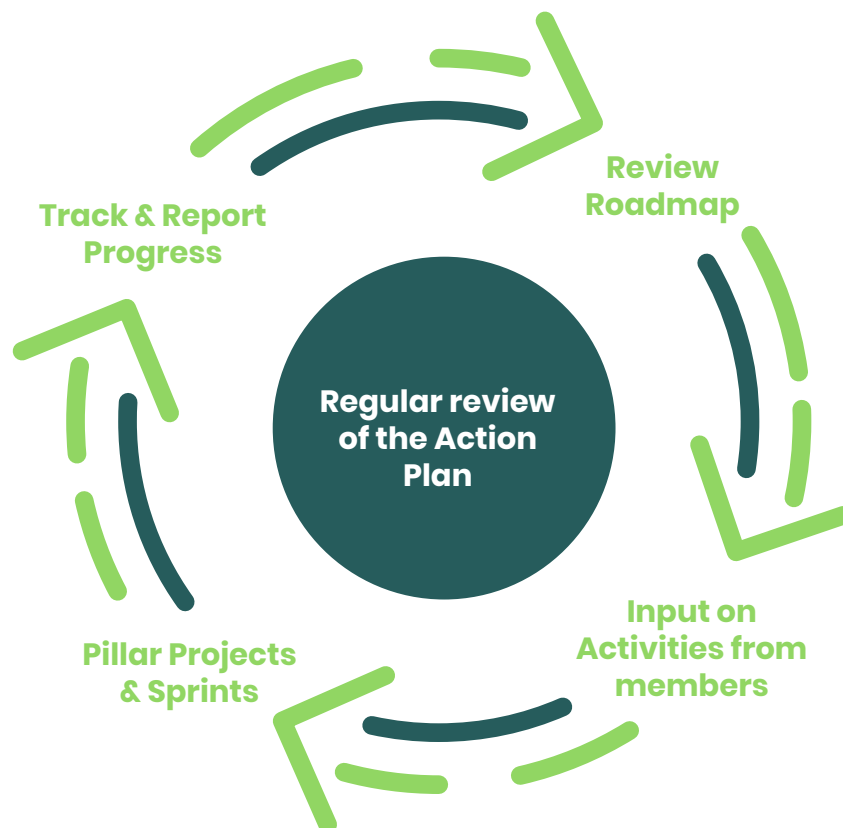 Review
Roadmap
Input on
Activities from
members
Pillar Projects
& Sprints
Track & Report
Progress
Regular review
of the Action
Plan